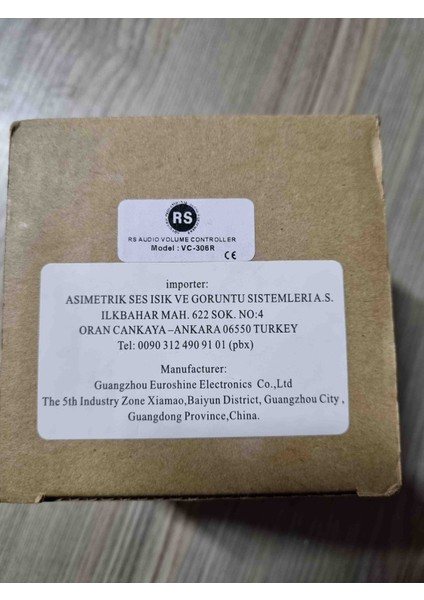 RS
RS AUDIO VOLUME CONTROLLER
Model : VC-306R
CE
importer:
ASIMETRIK SES ISIK VE GORUNTU SISTEMLERI A.S.
ILKBAHAR MAH. 622 SOK. NO:4
ORAN CANKAYA –ANKARA 06550 TURKEY
Tel: 0090 312 490 91 01 (pbx)
Manufacturer:
Guangzhou Euroshine Electronics Co.,Ltd
The 5th Industry Zone Xiamao,Baiyun District, Guangzhou City ,
Guangdong Province,China.